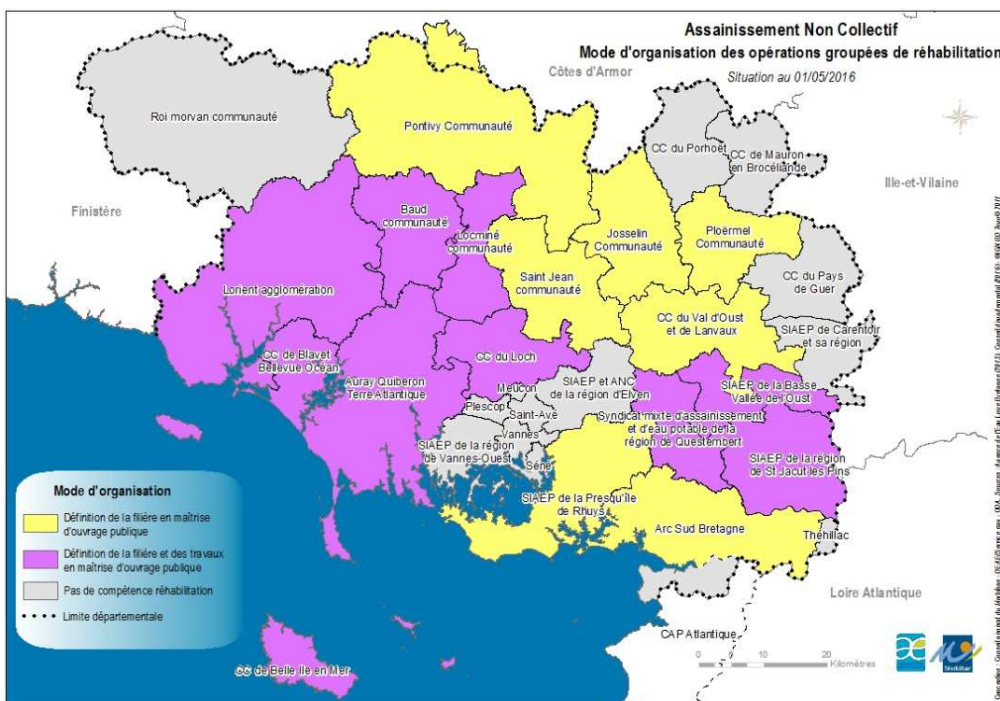 Assainissement Non Collectif
Mode d'organisation des opérations groupées de réhabilitation
Situation au 01/05/2016
Côtes d'Armor
Roi morvan communauté
Pontivy Communauté
CC du Porhoët
CC de Mauron
en Brocéliande
Ille-et-Vilaine
Finistère
Baud
communauté
Locminé
communauté
Josselin
Communauté
Ploërmel
Communauté
Saint Jean
communauté
CC du Pays
de Guer
Lorient agglomération
CC du Val d'Oust
et de Lanvaux
SIAEP de Carentoir
et sa région
CC de Blavet
Bellevue Océan
CC du Loch
Auray Quiberon
Terre Atlantique
Meucon
SIAEP et ANC
de la région d'Elven
SIAEP de la Basse
Vallée de l'Oust
Plescop
Saint-Avé
Syndicat mixte d'assainissement
et d'eau potable de la
région de Questembert
Vannes
SIAEP de la région
de Vannes-Ouest
Séné
SIAEP de la région
de St Jacut les Pins
SIAEP de la Presqu'île
de Rhuys
Arc Sud Bretagne
Théhillac
Mode d'organisation
Définition de la filière en maîtrise
d'ouvrage publique
Définition de la filière et des travaux
en maîtrise d'ouvrage publique
Pas de compétence réhabilitation
Limite départementale
Loire Atlantique
CAP Atlantique
0 5 10 20
Kilomètres
CC de Belle Ile en Mer
Morbihan